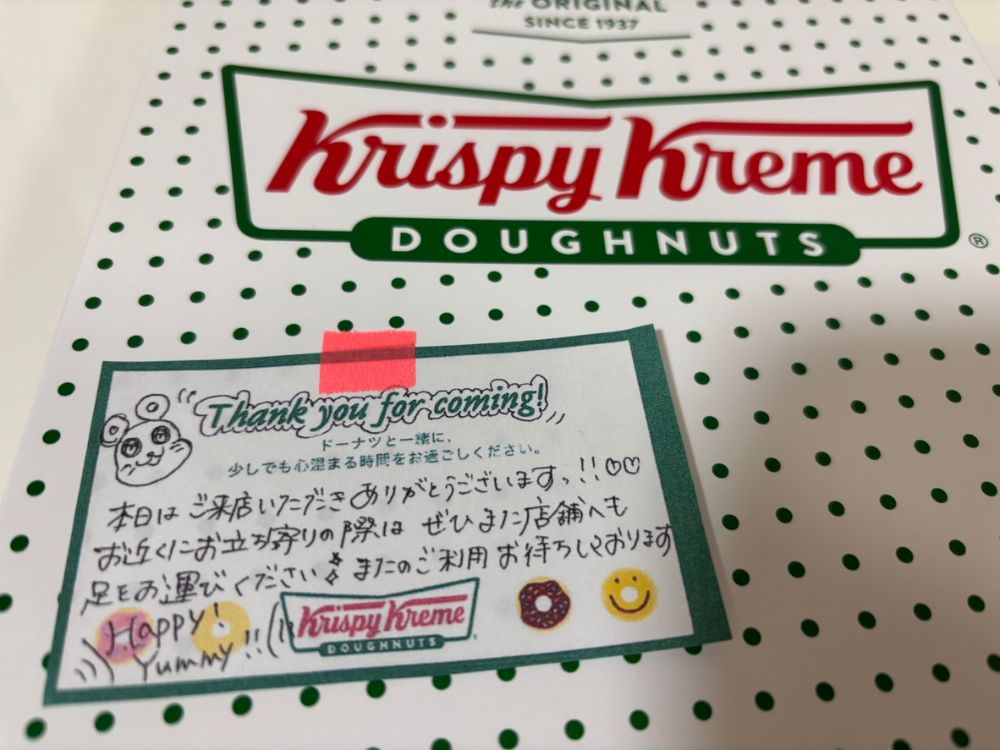 the ORIGINAL
SINCE 1937
Krispy Kreme
DOUGHNUTS
®
Thank you for coming!
ドーナツと一緒に、
少しでも心温まる時間をお過ごしください。
本日は ご来店いただき ありがとうございますっ!!♡♡
お近くにお立ち寄りの際は ぜひまた店舗へも
足をお運びください またのご利用 お待ちしております
Happy!
Yummy!!
Krispy Kreme
DOUGHNUTS